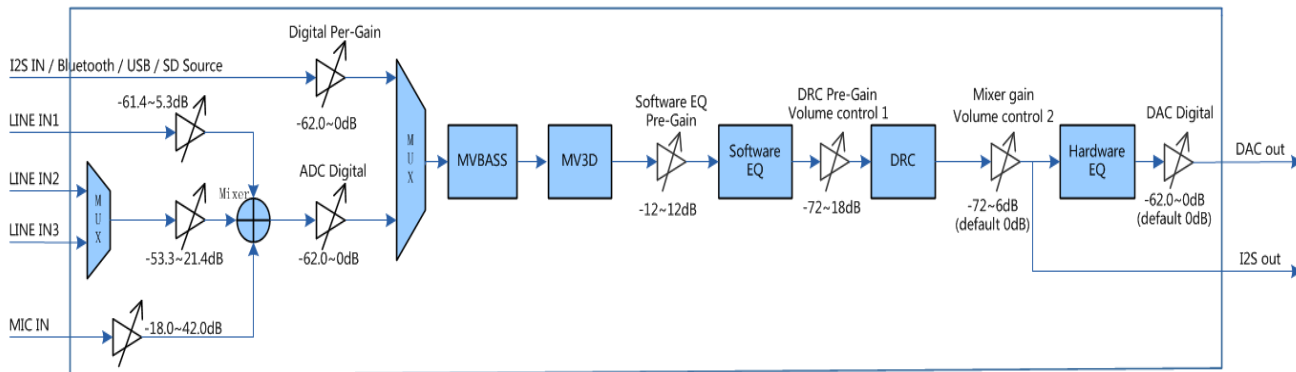 Digital Per-Gain
I2S IN / Bluetooth / USB / SD Source
-62.0~0dB
LINE IN1
-61.4~5.3dB
LINE IN2
LINE IN3
MUX
-53.3~21.4dB
Mixer
ADC Digital
-62.0~0dB
MIC IN
-18.0~42.0dB
MUX
MVBASS
MV3D
Software EQ
Pre-Gain
-12~12dB
Software
EQ
DRC Pre-Gain
Volume control 1
-72~18dB
DRC
Mixer gain
Volume control 2
-72~6dB
(default 0dB)
Hardware
EQ
DAC Digital
-62.0~0dB
(default 0dB)
DAC out
I2S out